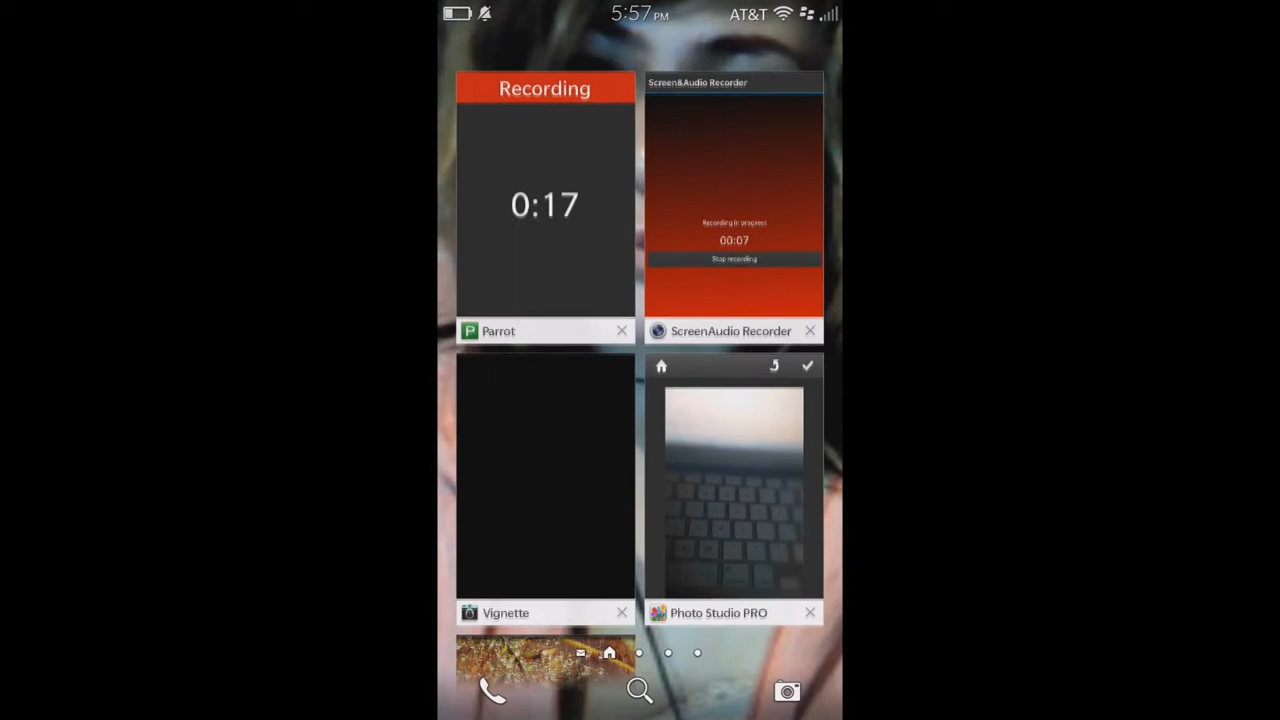 5:57 PM
AT&T
Recording
0:17
Parrot
Screen&Audio Recorder
Recording in progress
00:07
Stop recording
ScreenAudio Recorder
Vignette
Photo Studio PRO